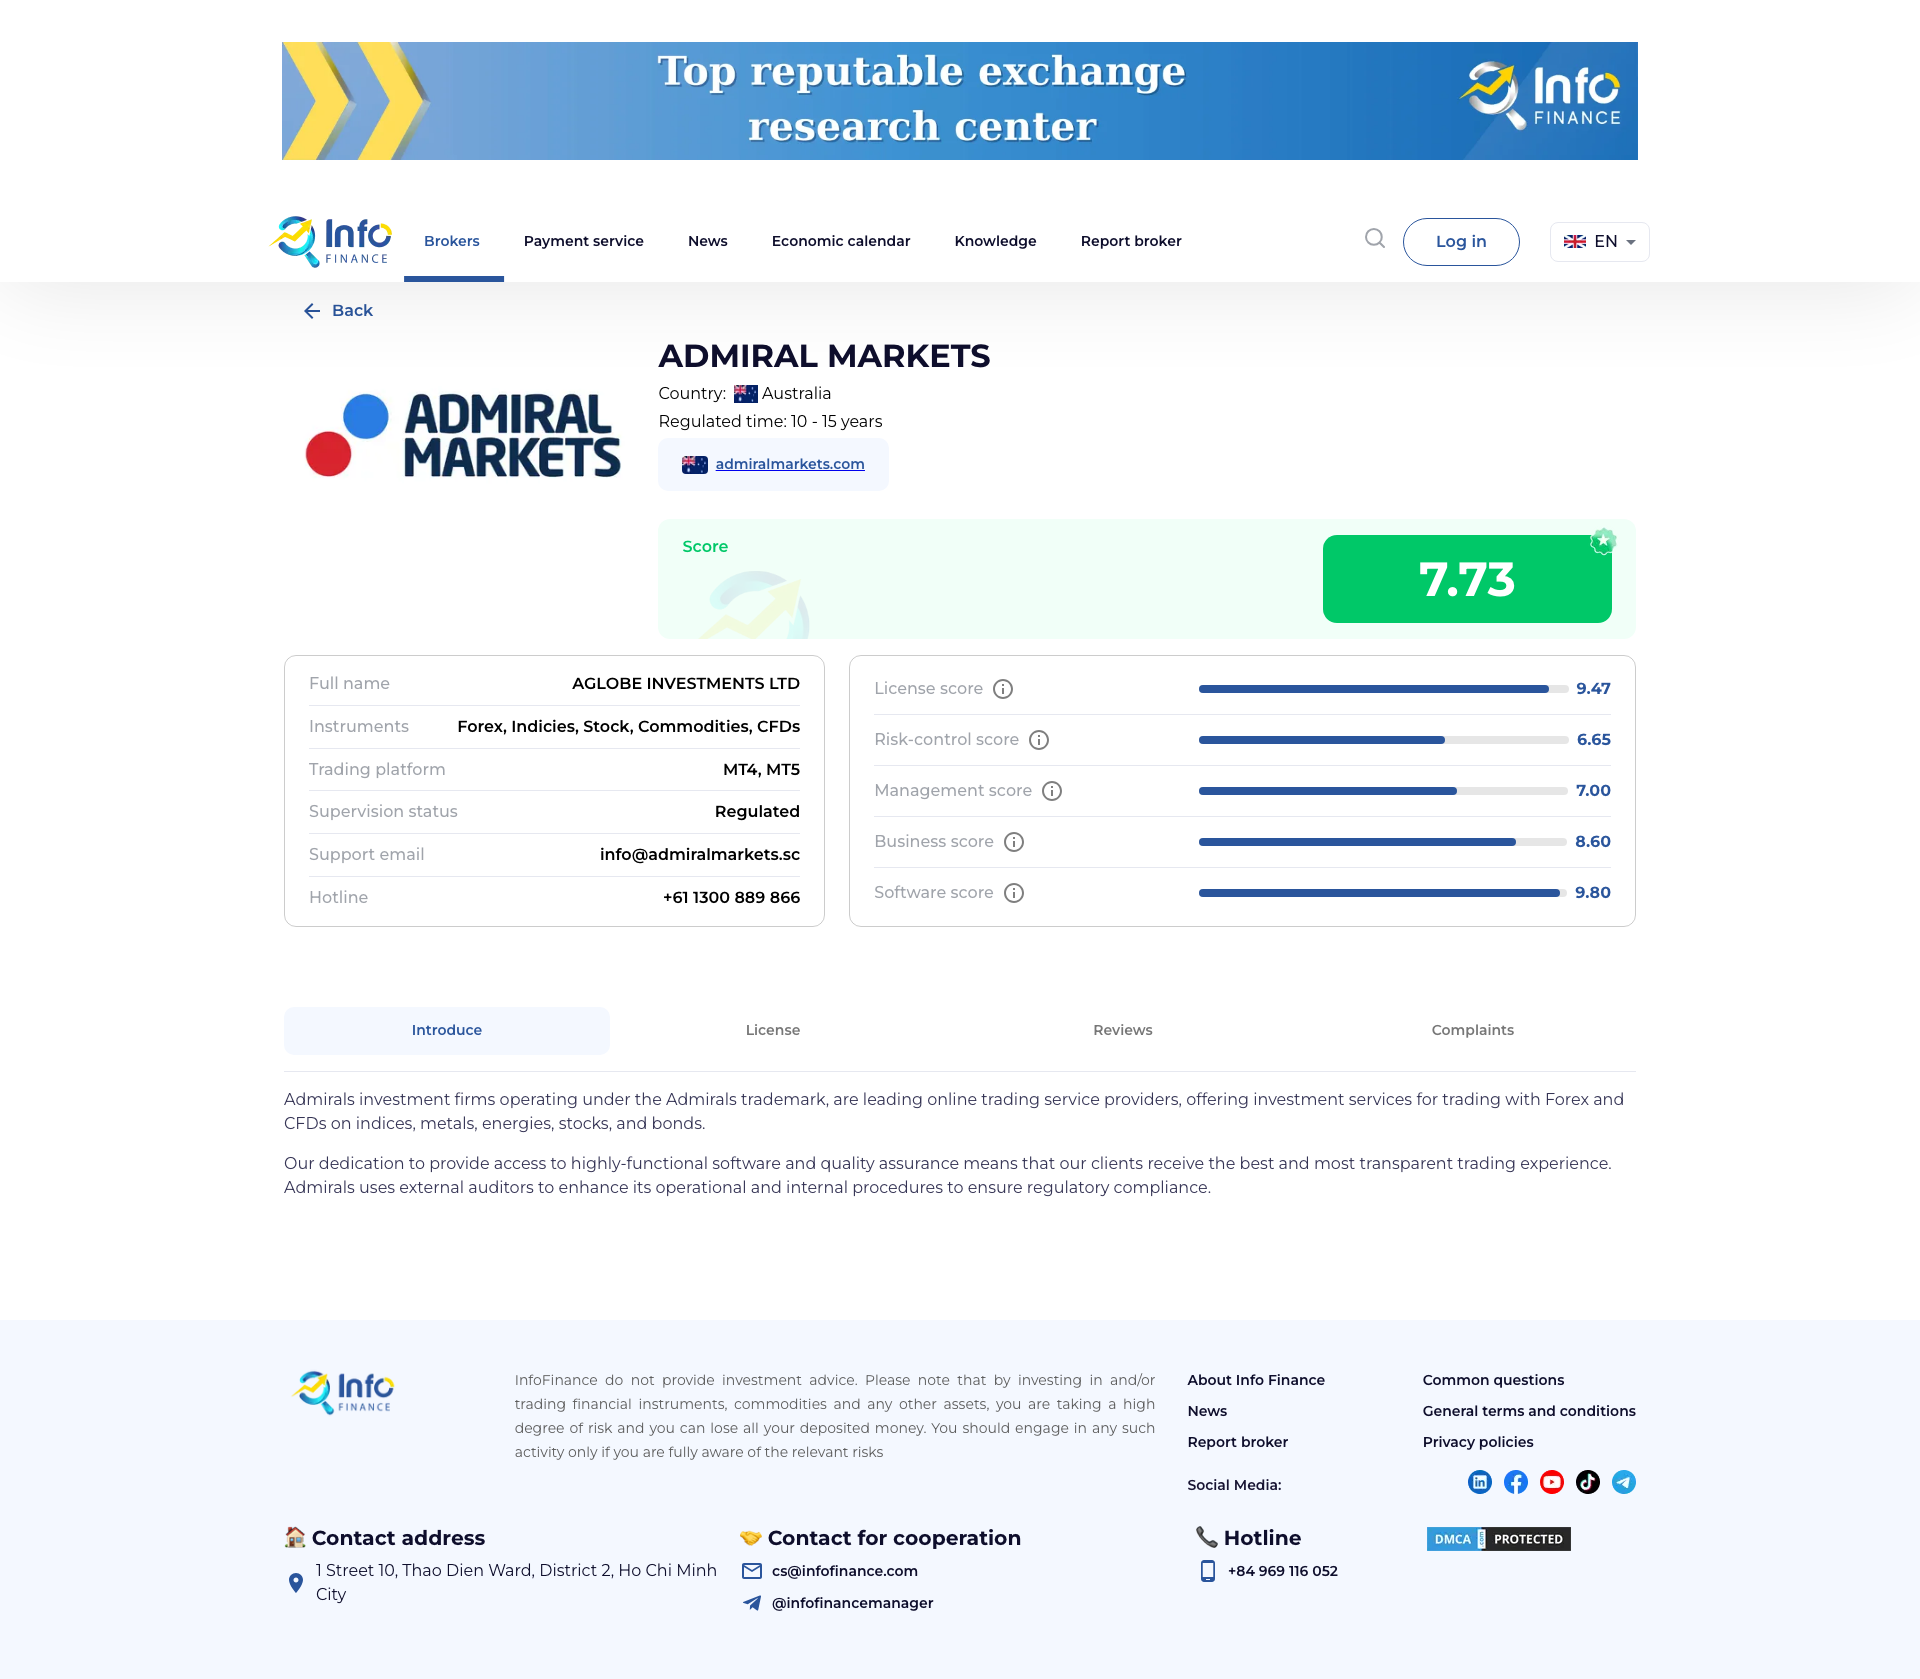 Top reputable exchange
research center
Info
FINANCE
Info
FINANCE
Brokers
Payment service
News
Economic calendar
Knowledge
Report broker
Log in
EN
Back
ADMIRAL
MARKETS
ADMIRAL MARKETS
Country: Australia
Regulated time: 10 - 15 years
admiralmarkets.com
Score
7.73
Full name AGLOBE INVESTMENTS LTD
Instruments Forex, Indicies, Stock, Commodities, CFDs
Trading platform MT4, MT5
Supervision status Regulated
Support email info@admiralmarkets.sc
Hotline +61 1300 889 866
License score 9.47
Risk-control score 6.65
Management score 7.00
Business score 8.60
Software score 9.80
Introduce
License
Reviews
Complaints
Admirals investment firms operating under the Admirals trademark, are leading online trading service providers, offering investment services for trading with Forex and
CFDs on indices, metals, energies, stocks, and bonds.
Our dedication to provide access to highly-functional software and quality assurance means that our clients receive the best and most transparent trading experience.
Admirals uses external auditors to enhance its operational and internal procedures to ensure regulatory compliance.
Info
FINANCE
InfoFinance do not provide investment advice. Please note that by investing in and/or
trading financial instruments, commodities and any other assets, you are taking a high
degree of risk and you can lose all your deposited money. You should engage in any such
activity only if you are fully aware of the relevant risks
About Info Finance
News
Report broker
Common questions
General terms and conditions
Privacy policies
Social Media:
Contact address
1 Street 10, Thao Dien Ward, District 2, Ho Chi Minh
City
Contact for cooperation
cs@infofinance.com
@infofinancemanager
Hotline
+84 969 116 052
DMCA PROTECTED